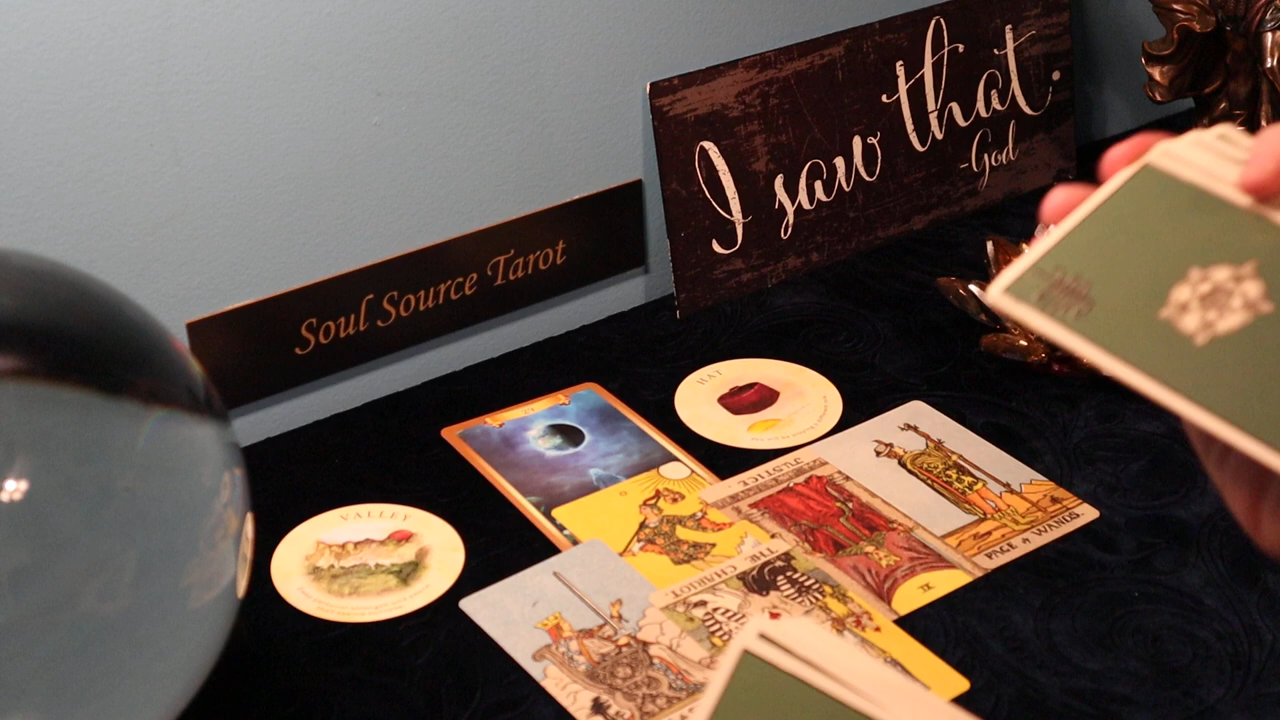 I saw that.
-God
Soul Source Tarot
HAT
VALLEY
JUSTICE
PAGE of WANDS.
THE CHARIOT